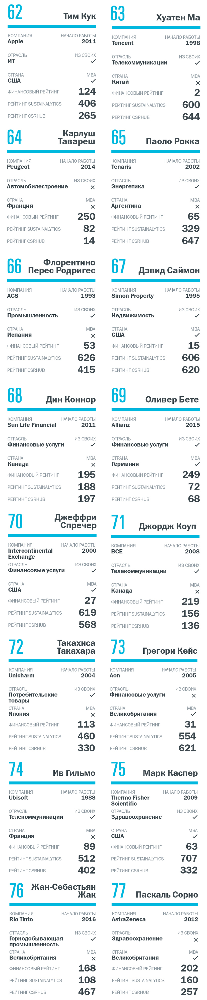 62
Тим Кук
КОМПАНИЯ НАЧАЛО РАБОТЫ
Apple 2011
ОТРАСЛЬ ИЗ СВОИХ
ИТ ✓
СТРАНА MBA
США ✓
ФИНАНСОВЫЙ РЕЙТИНГ 124
РЕЙТИНГ SUSTAINALYTICS 406
РЕЙТИНГ CSRHUB 265
63
Хуатен Ма
КОМПАНИЯ НАЧАЛО РАБОТЫ
Tencent 1998
ОТРАСЛЬ ИЗ СВОИХ
Телекоммуникации ✓
СТРАНА MBA
Китай ✕
ФИНАНСОВЫЙ РЕЙТИНГ 2
РЕЙТИНГ SUSTAINALYTICS 600
РЕЙТИНГ CSRHUB 644
64
Карлуш
Тавареш
КОМПАНИЯ НАЧАЛО РАБОТЫ
Peugeot 2014
ОТРАСЛЬ ИЗ СВОИХ
Автомобилестроение ✕
СТРАНА MBA
Франция ✕
ФИНАНСОВЫЙ РЕЙТИНГ 250
РЕЙТИНГ SUSTAINALYTICS 82
РЕЙТИНГ CSRHUB 14
65
Паоло Рокка
КОМПАНИЯ НАЧАЛО РАБОТЫ
Tenaris 2002
ОТРАСЛЬ ИЗ СВОИХ
Энергетика ✓
СТРАНА MBA
Аргентина ✕
ФИНАНСОВЫЙ РЕЙТИНГ 65
РЕЙТИНГ SUSTAINALYTICS 329
РЕЙТИНГ CSRHUB 647
66
Флорентино
Перес Родригес
КОМПАНИЯ НАЧАЛО РАБОТЫ
ACS 1993
ОТРАСЛЬ ИЗ СВОИХ
Промышленность ✓
СТРАНА MBA
Испания ✕
ФИНАНСОВЫЙ РЕЙТИНГ 53
РЕЙТИНГ SUSTAINALYTICS 626
РЕЙТИНГ CSRHUB 415
67
Дэвид Саймон
КОМПАНИЯ НАЧАЛО РАБОТЫ
Simon Property 1995
ОТРАСЛЬ ИЗ СВОИХ
Недвижимость ✓
СТРАНА MBA
США ✓
ФИНАНСОВЫЙ РЕЙТИНГ 15
РЕЙТИНГ SUSTAINALYTICS 606
РЕЙТИНГ CSRHUB 620
68
Дин Коннор
КОМПАНИЯ НАЧАЛО РАБОТЫ
Sun Life Financial 2011
ОТРАСЛЬ ИЗ СВОИХ
Финансовые услуги ✓
СТРАНА MBA
Канада ✕
ФИНАНСОВЫЙ РЕЙТИНГ 195
РЕЙТИНГ SUSTAINALYTICS 188
РЕЙТИНГ CSRHUB 197
69
Оливер Бете
КОМПАНИЯ НАЧАЛО РАБОТЫ
Allianz 2015
ОТРАСЛЬ ИЗ СВОИХ
Финансовые услуги ✓
СТРАНА MBA
Германия ✓
ФИНАНСОВЫЙ РЕЙТИНГ 249
РЕЙТИНГ SUSTAINALYTICS 72
РЕЙТИНГ CSRHUB 68
70
Джеффри
Спречер
КОМПАНИЯ НАЧАЛО РАБОТЫ
Intercontinental 2000
Exchange
ОТРАСЛЬ ИЗ СВОИХ
Финансовые услуги ✓
СТРАНА MBA
США ✓
ФИНАНСОВЫЙ РЕЙТИНГ 27
РЕЙТИНГ SUSTAINALYTICS 619
РЕЙТИНГ CSRHUB 568
71
Джордж Коуп
КОМПАНИЯ НАЧАЛО РАБОТЫ
BCE 2008
ОТРАСЛЬ ИЗ СВОИХ
Телекоммуникации ✓
СТРАНА MBA
Канада ✕
ФИНАНСОВЫЙ РЕЙТИНГ 219
РЕЙТИНГ SUSTAINALYTICS 156
РЕЙТИНГ CSRHUB 136
72
Такахиса
Такахара
КОМПАНИЯ НАЧАЛО РАБОТЫ
Unicharm 2004
ОТРАСЛЬ ИЗ СВОИХ
Потребительские ✓
товары
СТРАНА MBA
Япония ✕
ФИНАНСОВЫЙ РЕЙТИНГ 113
РЕЙТИНГ SUSTAINALYTICS 460
РЕЙТИНГ CSRHUB 330
73
Грегори Кейс
КОМПАНИЯ НАЧАЛО РАБОТЫ
Aon 2005
ОТРАСЛЬ ИЗ СВОИХ
Финансовые услуги ✕
СТРАНА MBA
Великобритания ✓
ФИНАНСОВЫЙ РЕЙТИНГ 31
РЕЙТИНГ SUSTAINALYTICS 554
РЕЙТИНГ CSRHUB 621
74
Ив Гильмо
КОМПАНИЯ НАЧАЛО РАБОТЫ
Ubisoft 1988
ОТРАСЛЬ ИЗ СВОИХ
Телекоммуникации ✓
СТРАНА MBA
Франция ✕
ФИНАНСОВЫЙ РЕЙТИНГ 89
РЕЙТИНГ SUSTAINALYTICS 512
РЕЙТИНГ CSRHUB 402
75
Марк Каспер
КОМПАНИЯ НАЧАЛО РАБОТЫ
Thermo Fisher 2009
Scientific
ОТРАСЛЬ ИЗ СВОИХ
Здравоохранение ✓
СТРАНА MBA
США ✓
ФИНАНСОВЫЙ РЕЙТИНГ 63
РЕЙТИНГ SUSTAINALYTICS 707
РЕЙТИНГ CSRHUB 332
76
Жан-Себастьян
Жак
КОМПАНИЯ НАЧАЛО РАБОТЫ
Rio Tinto 2016
ОТРАСЛЬ ИЗ СВОИХ
Горнодобывающая ✓
промышленность
СТРАНА MBA
Великобритания ✕
ФИНАНСОВЫЙ РЕЙТИНГ 168
РЕЙТИНГ SUSTAINALYTICS 108
РЕЙТИНГ CSRHUB 467
77
Паскаль Сорио
КОМПАНИЯ НАЧАЛО РАБОТЫ
AstraZeneca 2012
ОТРАСЛЬ ИЗ СВОИХ
Здравоохранение ✕
СТРАНА MBA
Великобритания ✓
ФИНАНСОВЫЙ РЕЙТИНГ 202
РЕЙТИНГ SUSTAINALYTICS 160
РЕЙТИНГ CSRHUB 257